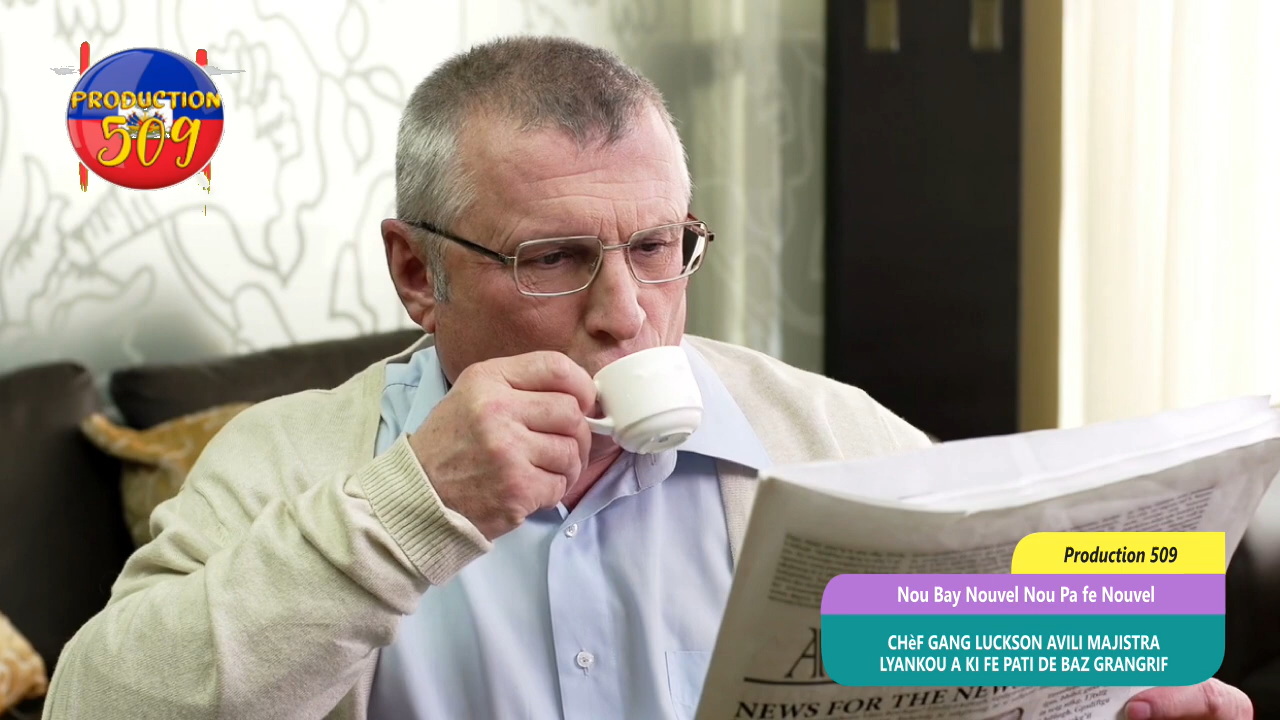 PRODUCTION
509
Production 509
Nou Bay Nouvel Nou Pa fe Nouvel
CHèF GANG LUCKSON AVILI MAJISTRA
LYANKOU A KI FE PATI DE BAZ GRANGRIF
NEWS FOR THE